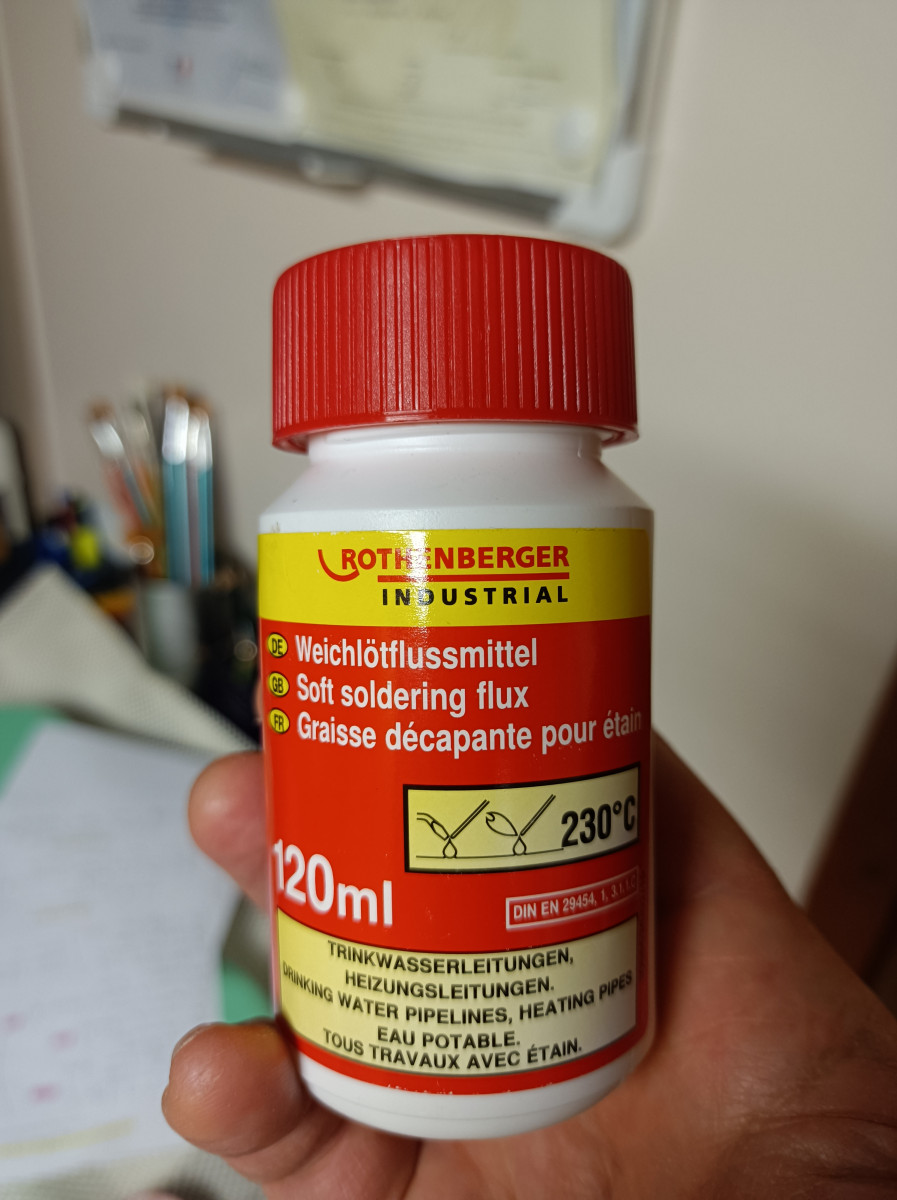 ROTHENBERGER
INDUSTRIAL
DE Weichlötflussmittel
GB Soft soldering flux
FR Graisse décapante pour étain
230°C
120ml
DIN EN 29454, 1, 3.1.1.C
TRINKWASSERLEITUNGEN,
HEIZUNGSLEITUNGEN.
DRINKING WATER PIPELINES, HEATING PIPES
EAU POTABLE.
TOUS TRAVAUX AVEC ÉTAIN.